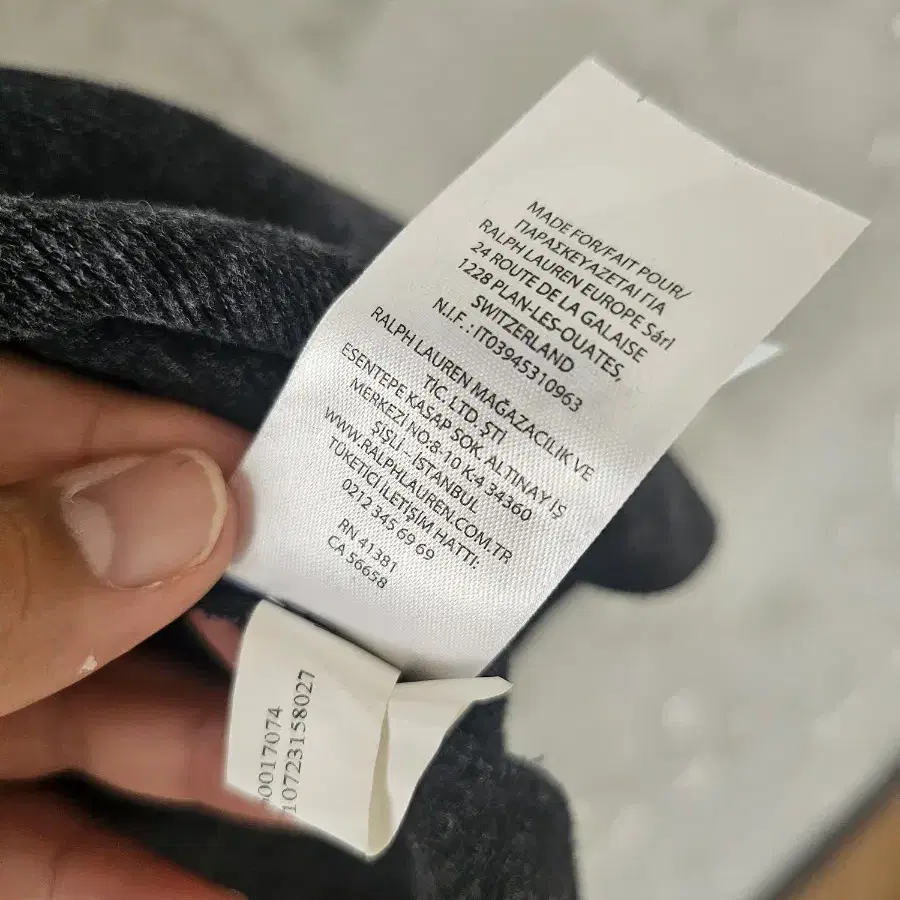 MADE FOR/FAIT POUR/
ΠΑΡΑΣΚΕΥΑΖΕΤΑΙ ΓΙΑ
RALPH LAUREN EUROPE Sárl
24 ROUTE DE LA GALAISE
1228 PLAN-LES-OUATES,
SWITZERLAND
N.I.F. : IT03945310963
RALPH LAUREN MAĞAZACILIK VE
TİC. LTD. ŞTİ
ESENTEPE KASAP SOK. ALTINAY İŞ
MERKEZİ NO:8-10 K:4 34360
ŞİŞLİ – İSTANBUL
WWW.RALPHLAUREN.COM.TR
TÜKETİCİ İLETİŞİM HATTI:
0212 345 69 69
RN 41381
CA 56658
0017074
10723158027